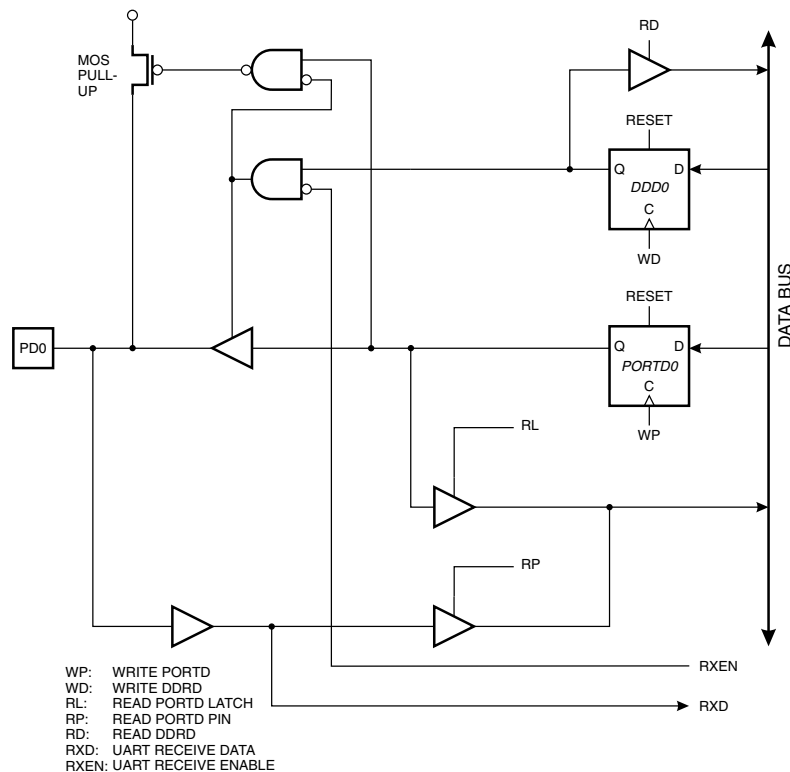 RD
MOS
PULL-
UP
RESET
Q
D
DDD0
C
WD
RESET
PD0
Q
D
PORTD0
C
WP
DATA BUS
RL
RP
RXEN
RXD
WP: WRITE PORTD
WD: WRITE DDRD
RL: READ PORTD LATCH
RP: READ PORTD PIN
RD: READ DDRD
RXD: UART RECEIVE DATA
RXEN: UART RECEIVE ENABLE